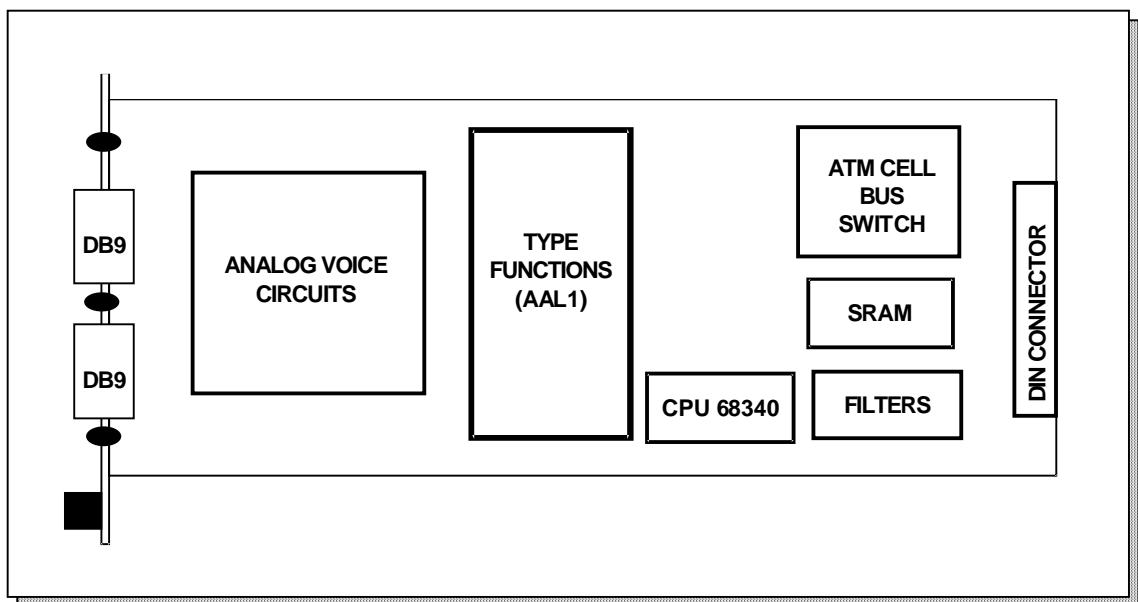 DB9
DB9
ANALOG VOICE
CIRCUITS
TYPE
FUNCTIONS
(AAL1)
CPU 68340
ATM CELL
BUS
SWITCH
SRAM
FILTERS
DIN CONNECTOR